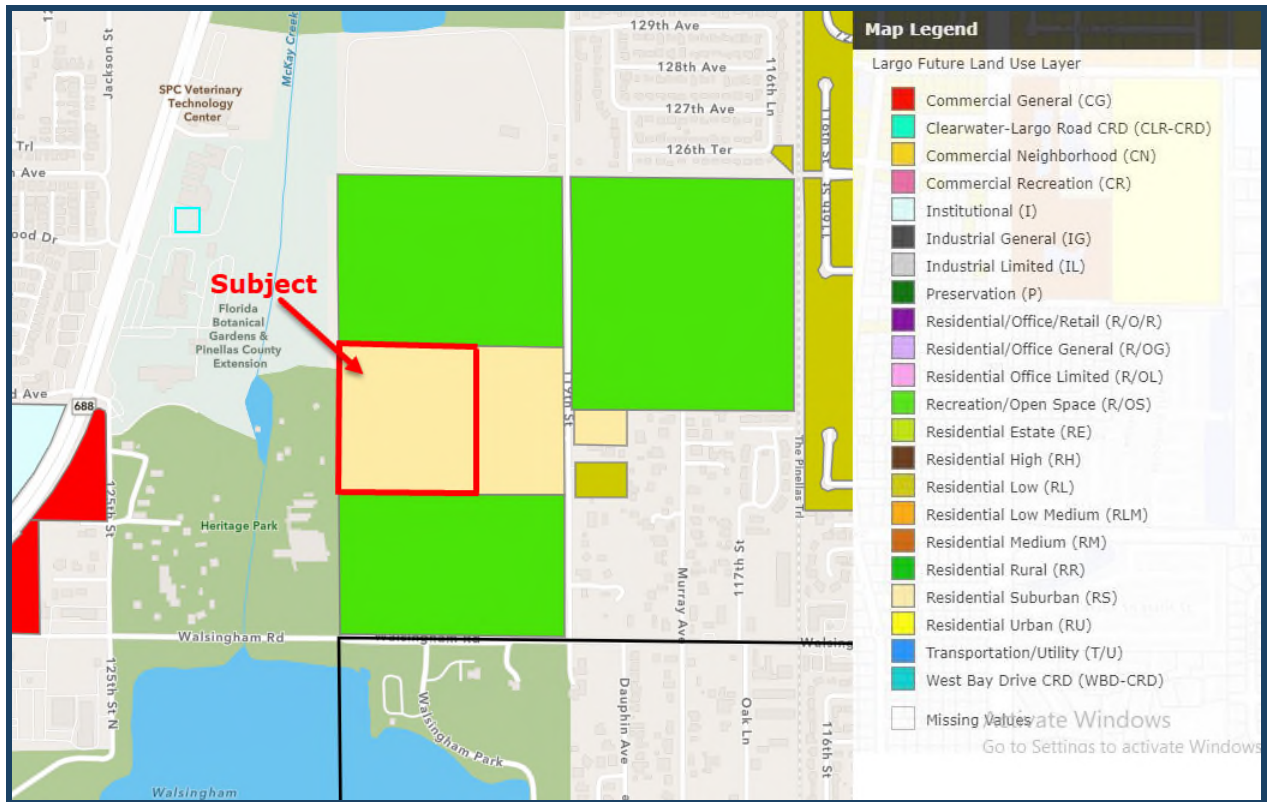 129th Ave
128th Ave
127th Ave
126th Ter
116th Ln
116th St
116th St
Jackson St
McKay Creek
SPC Veterinary
Technology
Center
Trl
Ave
ood Dr
Subject
Florida
Botanical
Gardens &
Pinellas County
Extension
d Ave
688
119th St
The Pinellas Trl
125th St
Heritage Park
Murray Ave
117th St
Walsingham Rd
Walsingham Rd
Walsing
125th St N
Walsingham Park
Dauphin Ave
Oak Ln
116th St
Walsingham
Map Legend
Largo Future Land Use Layer
Commercial General (CG)
Clearwater-Largo Road CRD (CLR-CRD)
Commercial Neighborhood (CN)
Commercial Recreation (CR)
Institutional (I)
Industrial General (IG)
Industrial Limited (IL)
Preservation (P)
Residential/Office/Retail (R/O/R)
Residential/Office General (R/OG)
Residential Office Limited (R/OL)
Recreation/Open Space (R/OS)
Residential Estate (RE)
Residential High (RH)
Residential Low (RL)
Residential Low Medium (RLM)
Residential Medium (RM)
Residential Rural (RR)
Residential Suburban (RS)
Residential Urban (RU)
Transportation/Utility (T/U)
West Bay Drive CRD (WBD-CRD)
Missing Values
Activate Windows
Go to Settings to activate Windows